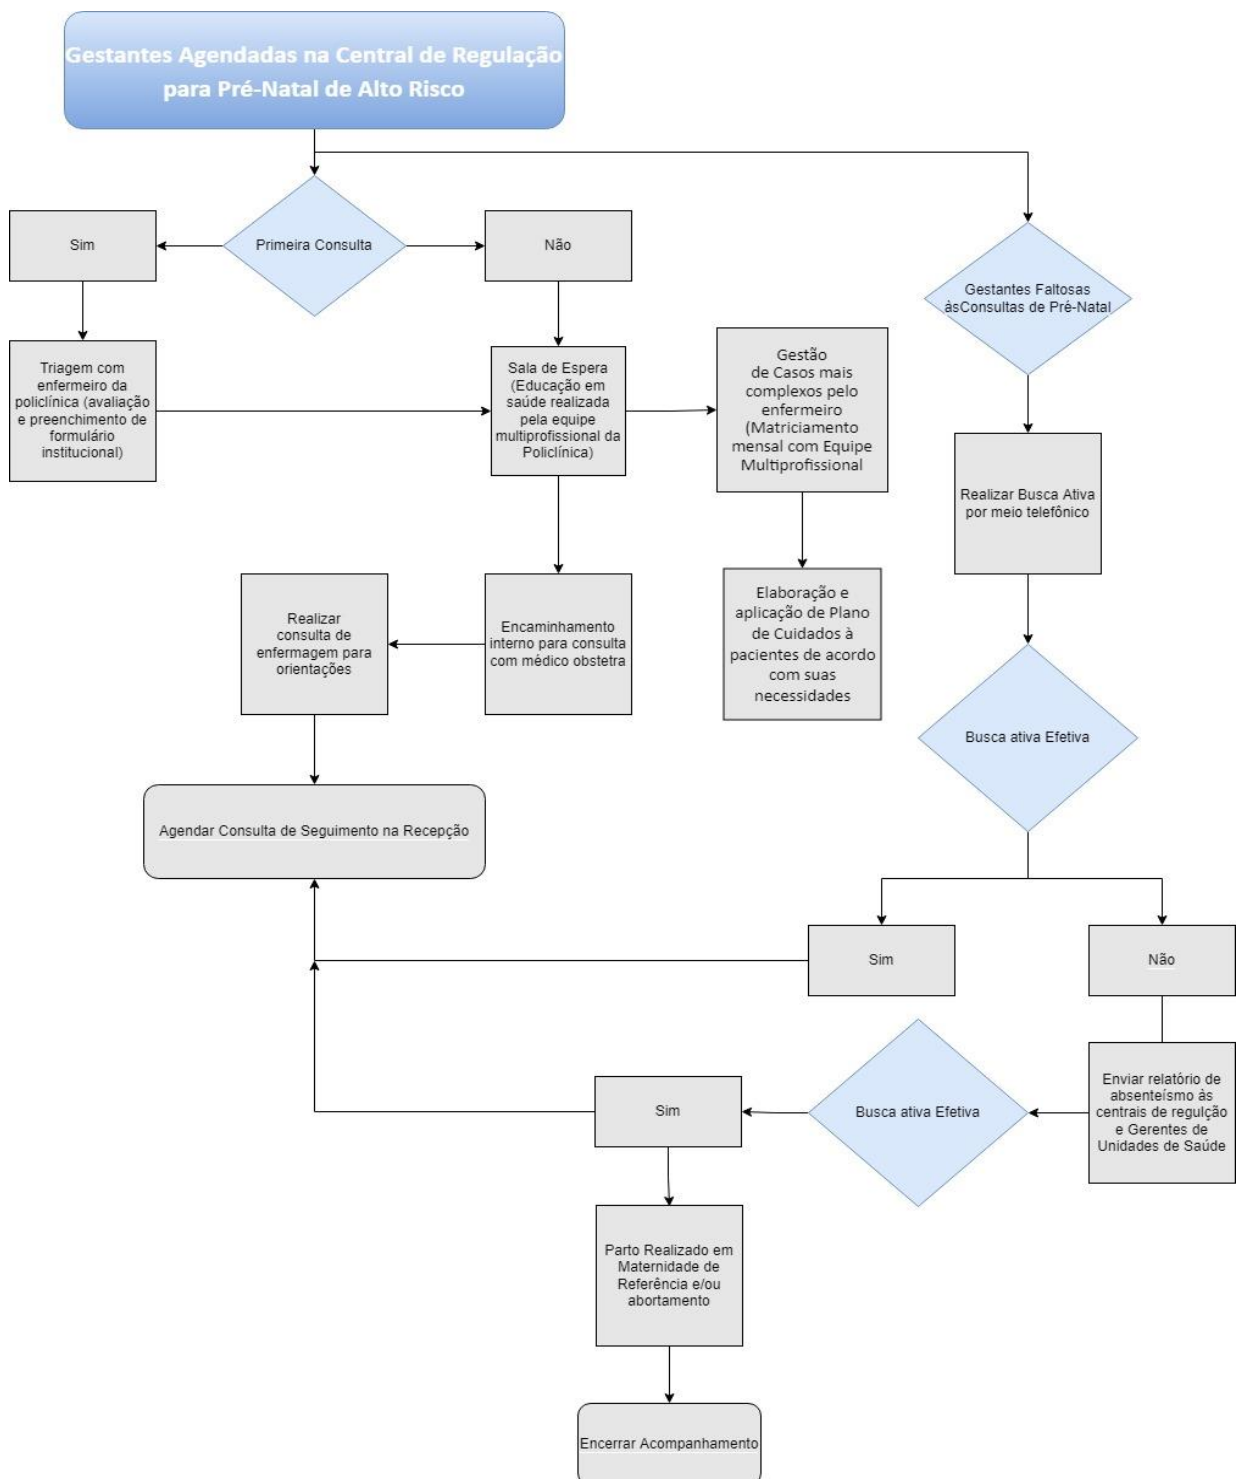 Gestantes Agendadas na Central de Regulação
para Pré-Natal de Alto Risco
Sim
Primeira Consulta
Não
Gestantes Faltosas
àsConsultas de Pré-Natal
Triagem com
enfermeiro da
policlínica (avaliação
e preenchimento de
formulário
institucional)
Sala de Espera
(Educação em
saúde realizada
pela equipe
multiprofissional da
Policlínica)
Gestão
de Casos mais
complexos pelo
enfermeiro
(Matriciamento
mensal com Equipe
Multiprofissional
Realizar Busca Ativa
por meio telefônico
Realizar
consulta de
enfermagem para
orientações
Encaminhamento
interno para consulta
com médico obstetra
Elaboração e
aplicação de Plano
de Cuidados à
pacientes de acordo
com suas
necessidades
Busca ativa Efetiva
Agendar Consulta de Seguimento na Recepção
Sim
Não
Enviar relatório de
absenteísmo às
centrais de regulção
e Gerentes de
Unidades de Saúde
Busca ativa Efetiva
Sim
Parto Realizado em
Maternidade de
Referência e/ou
abortamento
Encerrar Acompanhamento